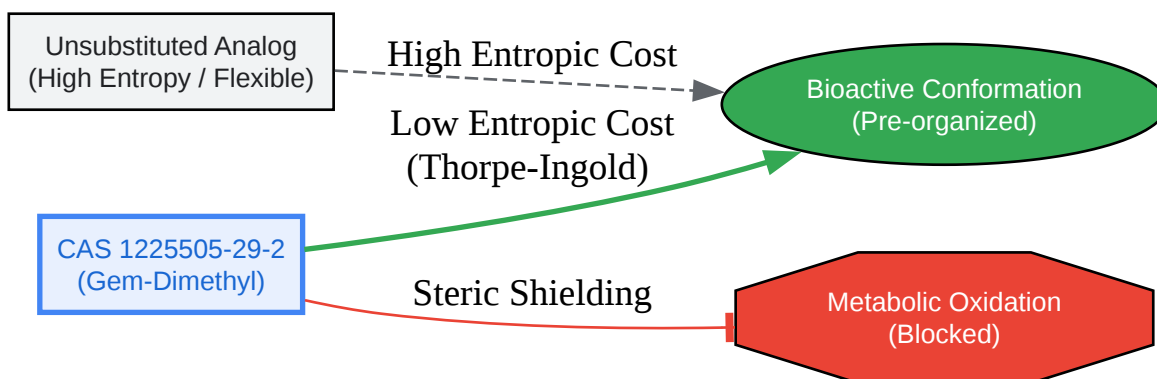 Unsubstituted Analog
(High Entropy / Flexible)
High Entropic Cost
Bioactive Conformation
(Pre-organized)
Low Entropic Cost
(Thorpe-Ingold)
CAS 1225505-29-2
(Gem-Dimethyl)
Steric Shielding
Metabolic Oxidation
(Blocked)